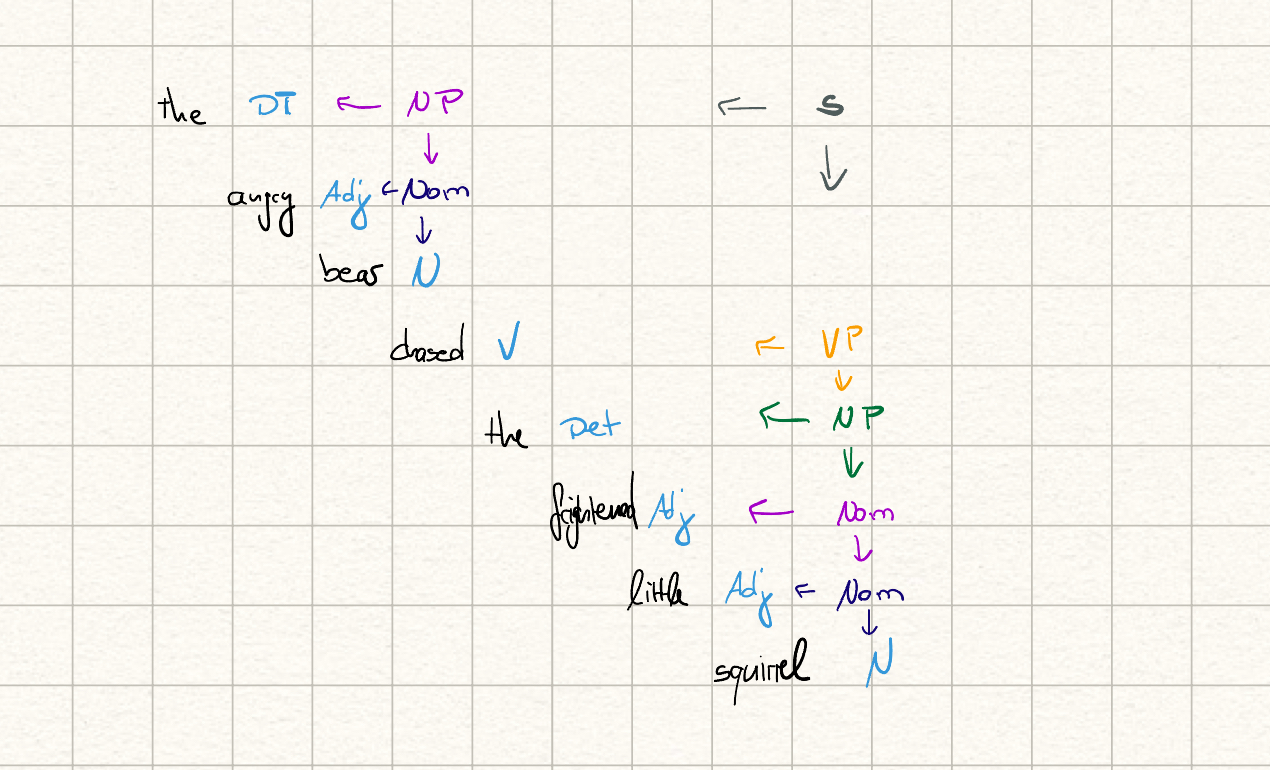 the DT ← NP ← S
angry Adj ← Nom
bear N
chased V ← VP
the Det ← NP
frightened Adj ← Nom
little Adj ← Nom
squirrel N